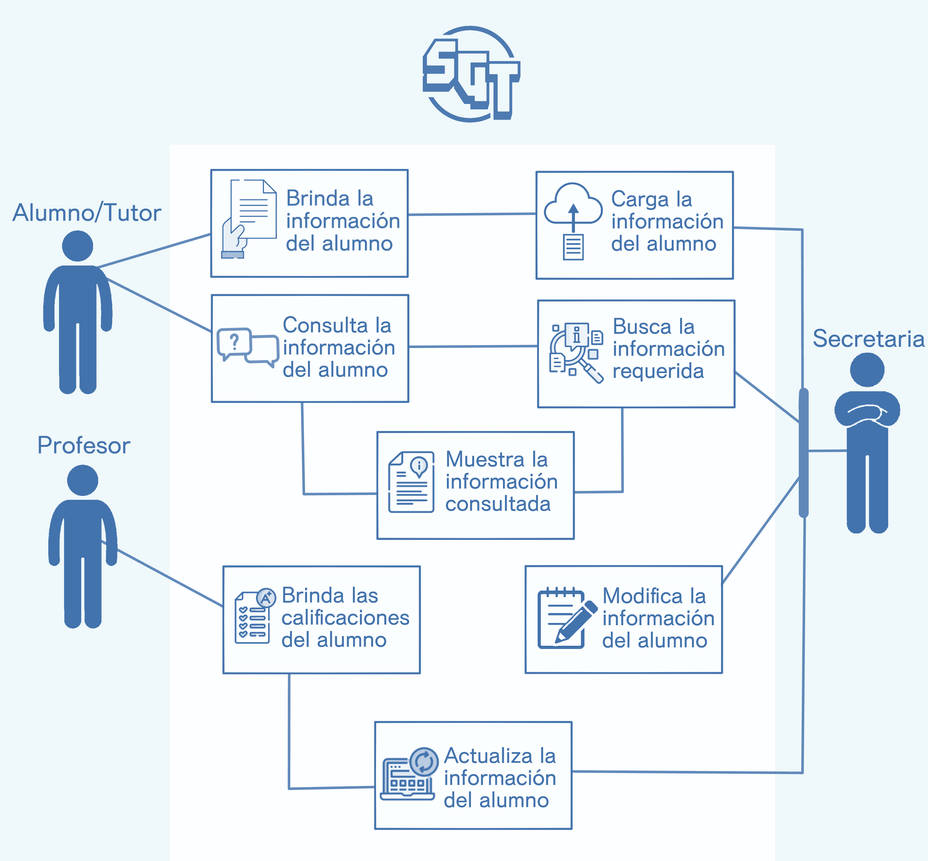 SGT
Alumno/Tutor
Brinda la
información
del alumno
Carga la
información
del alumno
Consulta la
información
del alumno
?
Busca la
información
requerida
i
Secretaria
Muestra la
información
consultada
i
Profesor
Brinda las
calificaciones
del alumno
A+
Modifica la
información
del alumno
Actualiza la
información
del alumno